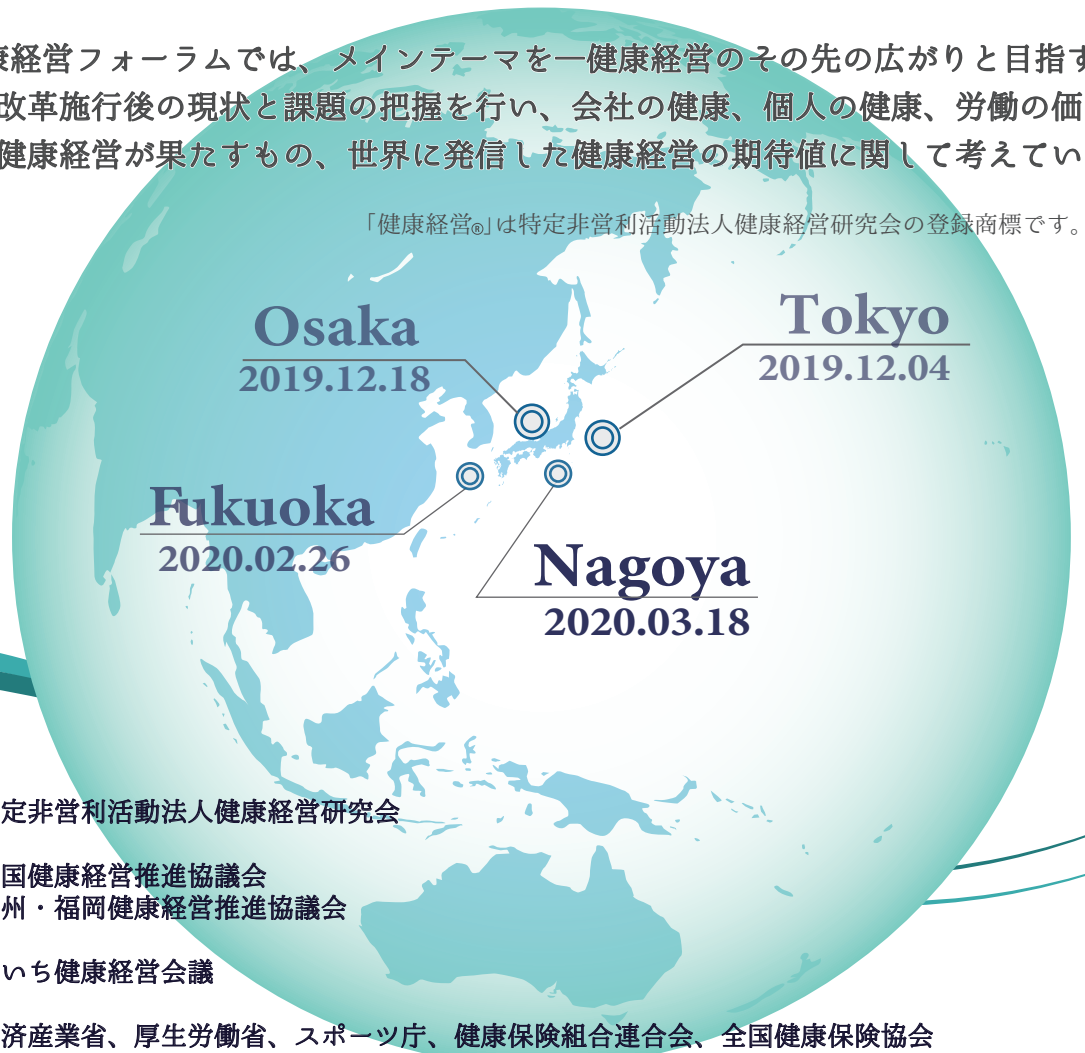 康経営フォーラムでは、メインテーマを―健康経営のその先の広がりと目指す
改革施行後の現状と課題の把握を行い、会社の健康、個人の健康、労働の価
健康経営が果たすもの、世界に発信した健康経営の期待値に関して考えてい
「健康経営®」は特定非営利活動法人健康経営研究会の登録商標です。
Osaka
2019.12.18
Tokyo
2019.12.04
Fukuoka
2020.02.26
Nagoya
2020.03.18
定非営利活動法人健康経営研究会
国健康経営推進協議会
州・福岡健康経営推進協議会
いち健康経営会議
済産業省、厚生労働省、スポーツ庁、健康保険組合連合会、全国健康保険協会